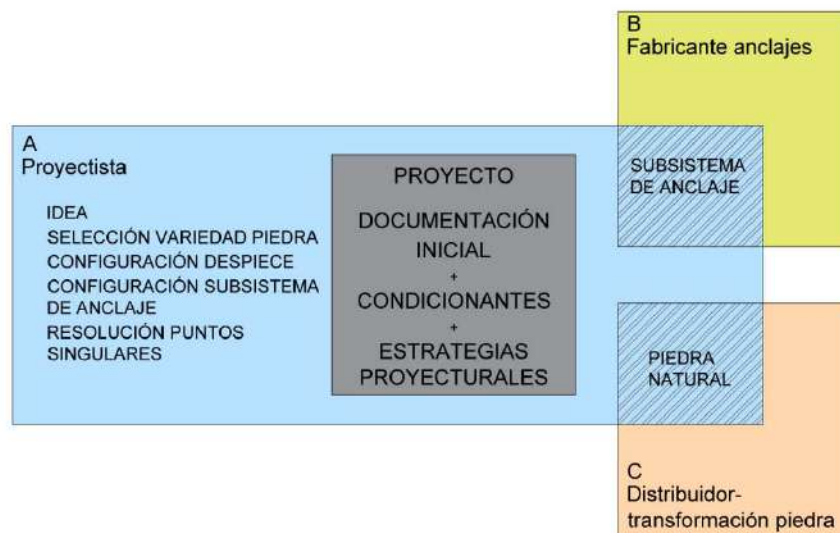 A
Proyectista
IDEA
SELECCIÓN VARIEDAD PIEDRA
CONFIGURACIÓN DESPIECE
CONFIGURACIÓN SUBSISTEMA
DE ANCLAJE
RESOLUCIÓN PUNTOS
SINGULARES
PROYECTO
DOCUMENTACIÓN
INICIAL
+
CONDICIONANTES
+
ESTRATEGIAS
PROYECTURALES
B
Fabricante anclajes
SUBSISTEMA
DE ANCLAJE
PIEDRA
NATURAL
C
Distribuidor-
transformación piedra